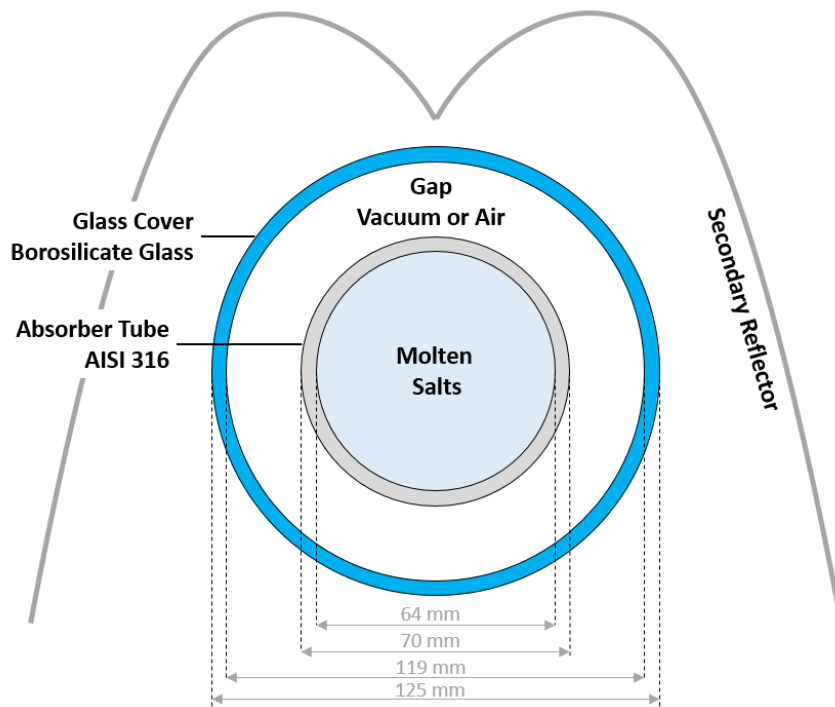 Gap
Vacuum or Air
Glass Cover
Borosilicate Glass
Secondary Reflector
Absorber Tube
AISI 316
Molten
Salts
64 mm
70 mm
119 mm
125 mm